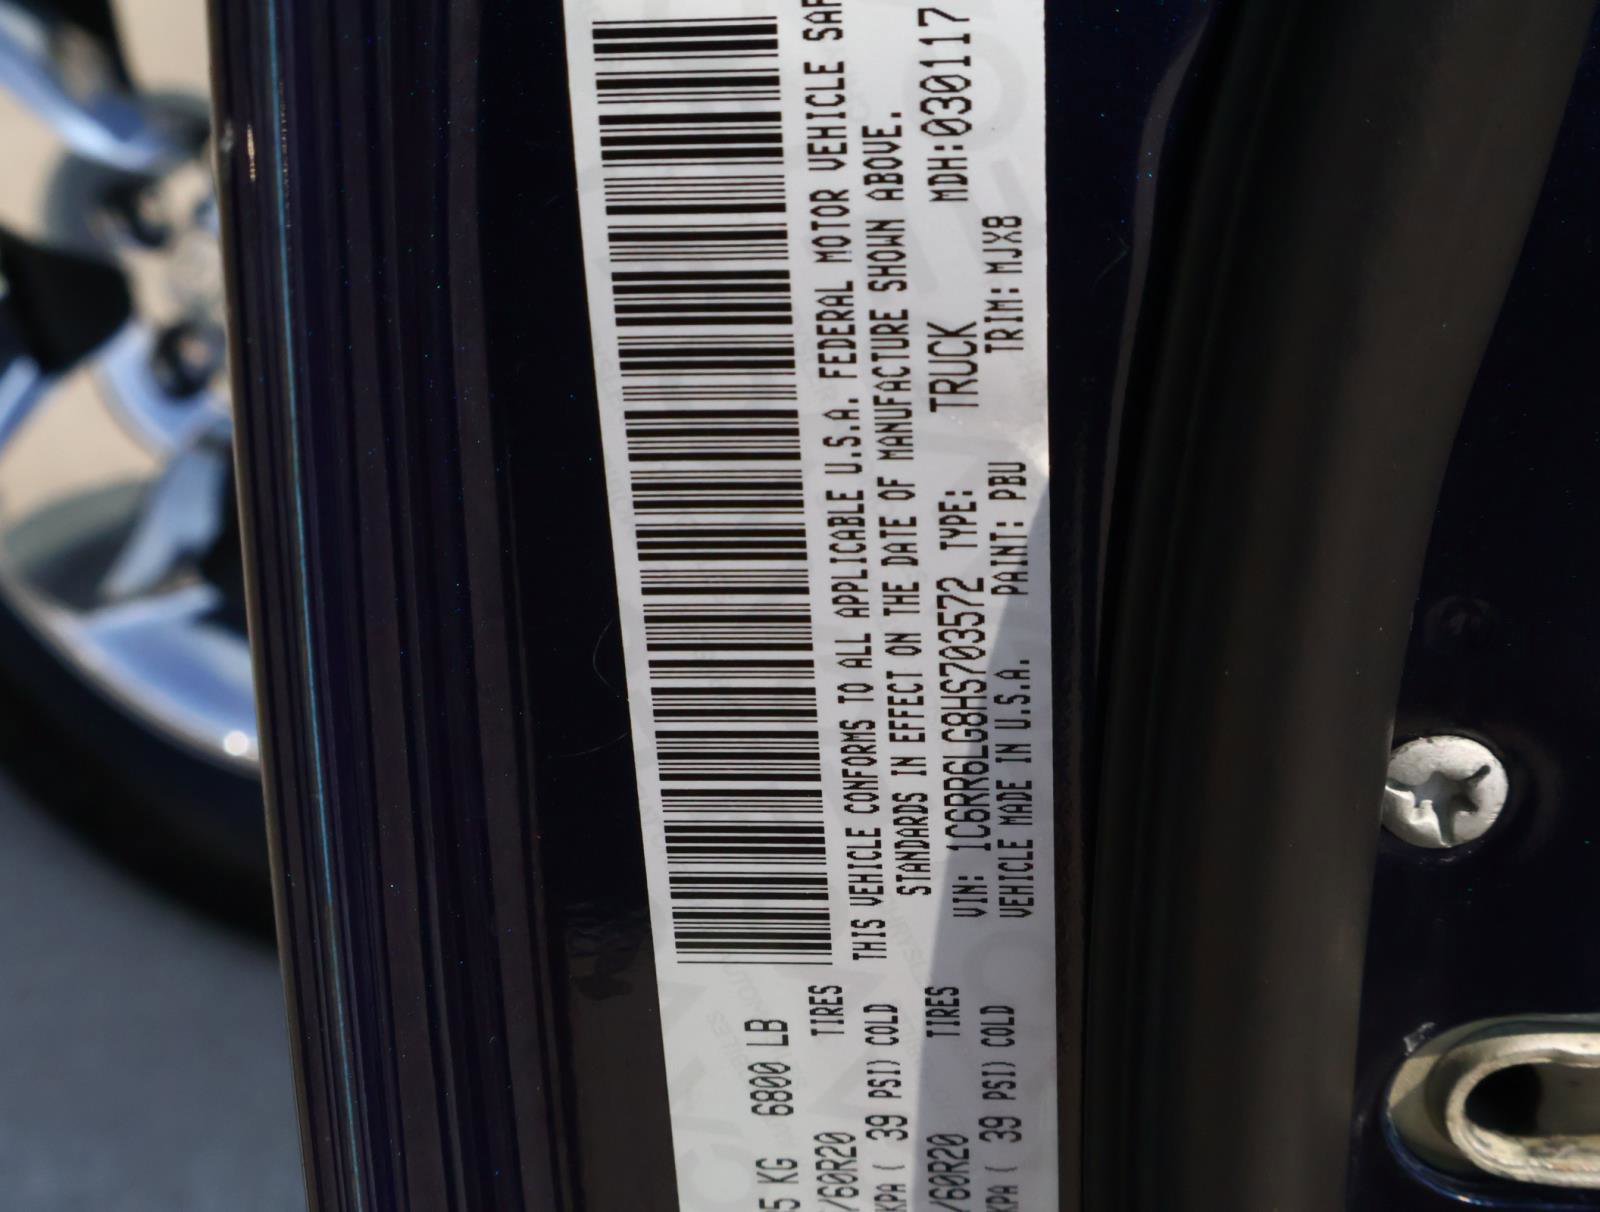 5 KG 6800 LB
/60R20 TIRES
KPA ( 39 PSI) COLD
/60R20 TIRES
KPA ( 39 PSI) COLD
THIS VEHICLE CONFORMS TO ALL APPLICABLE U.S.A. FEDERAL MOTOR VEHICLE SAF
STANDARDS IN EFFECT ON THE DATE OF MANUFACTURE SHOWN ABOVE.
VIN: 1C6RR6LG8HS703572 TYPE: TRUCK MDH:030117
VEHICLE MADE IN U.S.A. PAINT: PBU TRIM: MJX8